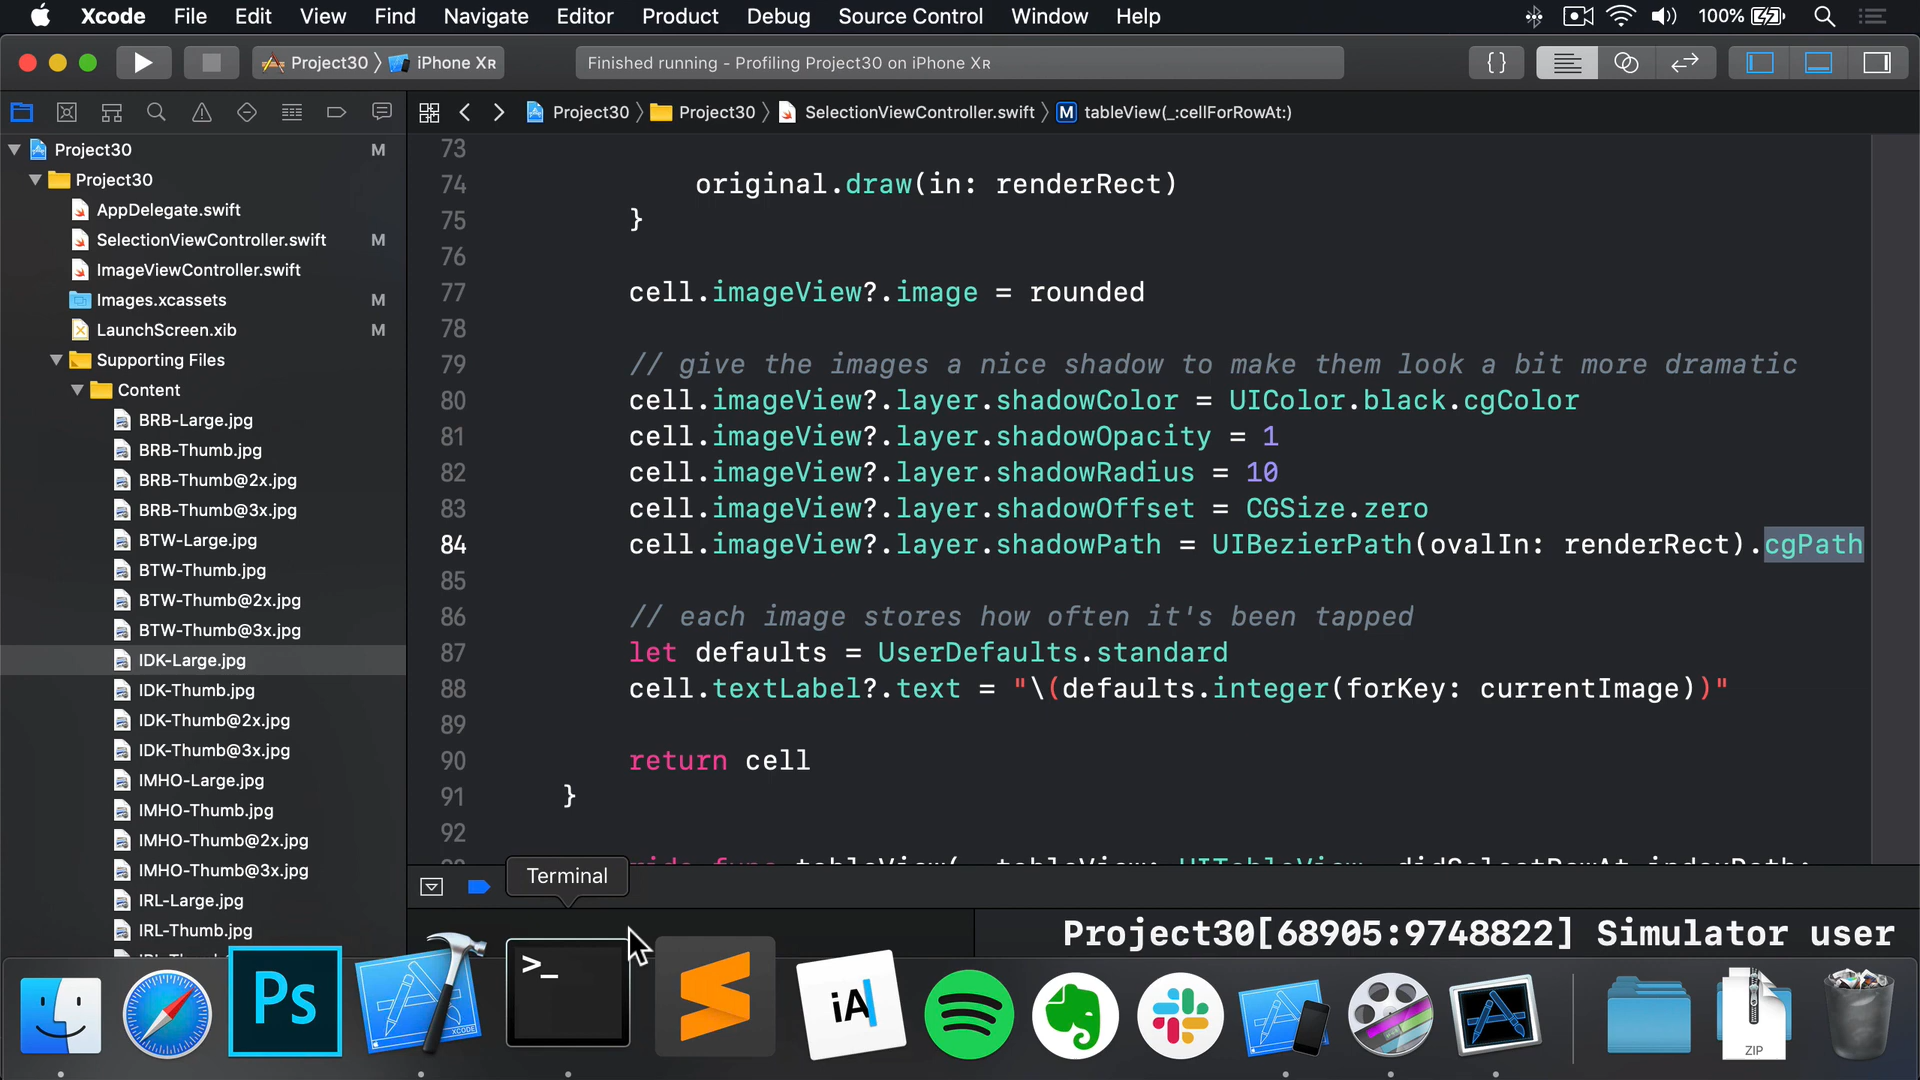 Xcode File Edit View Find Navigate Editor Product Debug Source Control Window Help 100%
Project30 iPhone XR Finished running - Profiling Project30 on iPhone XR {}
Project30 Project30 SelectionViewController.swift M tableView(_:cellForRowAt:)
Project30 M
Project30
AppDelegate.swift
SelectionViewController.swift M
ImageViewController.swift
Images.xcassets M
LaunchScreen.xib M
Supporting Files
Content
BRB-Large.jpg
BRB-Thumb.jpg
BRB-Thumb@2x.jpg
BRB-Thumb@3x.jpg
BTW-Large.jpg
BTW-Thumb.jpg
BTW-Thumb@2x.jpg
BTW-Thumb@3x.jpg
IDK-Large.jpg
IDK-Thumb.jpg
IDK-Thumb@2x.jpg
IDK-Thumb@3x.jpg
IMHO-Large.jpg
IMHO-Thumb.jpg
IMHO-Thumb@2x.jpg
IMHO-Thumb@3x.jpg
IRL-Large.jpg
IRL-Thumb.jpg
73
74 original.draw(in: renderRect)
75 }
76
77 cell.imageView?.image = rounded
78
79 // give the images a nice shadow to make them look a bit more dramatic
80 cell.imageView?.layer.shadowColor = UIColor.black.cgColor
81 cell.imageView?.layer.shadowOpacity = 1
82 cell.imageView?.layer.shadowRadius = 10
83 cell.imageView?.layer.shadowOffset = CGSize.zero
84 cell.imageView?.layer.shadowPath = UIBezierPath(ovalIn: renderRect).cgPath
85
86 // each image stores how often it's been tapped
87 let defaults = UserDefaults.standard
88 cell.textLabel?.text = "\(defaults.integer(forKey: currentImage))"
89
90 return cell
91 }
92
Terminal
Project30[68905:9748822] Simulator user
Ps
XCODE
>_
iA
ZIP